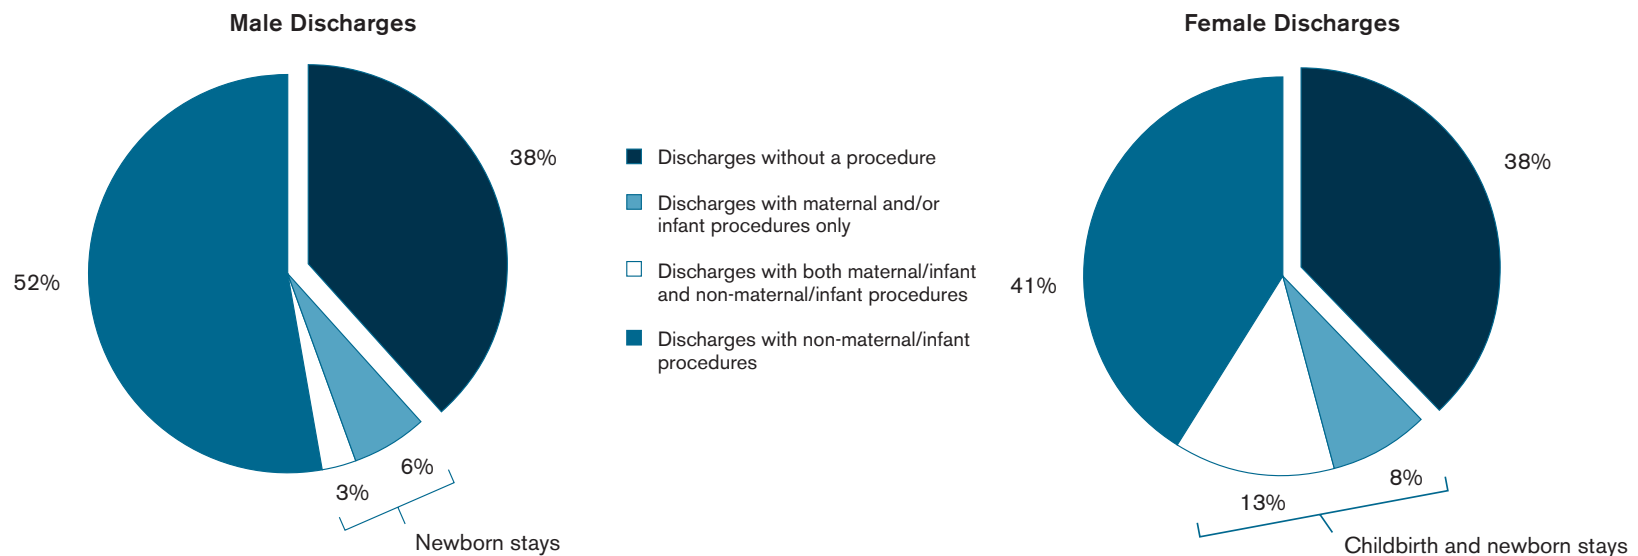 Male Discharges
Female Discharges
38%
52%
6%
3%
Newborn stays
Discharges without a procedure
Discharges with maternal and/or
infant procedures only
Discharges with both maternal/infant
and non-maternal/infant procedures
Discharges with non-maternal/infant
procedures
38%
41%
8%
13%
Childbirth and newborn stays